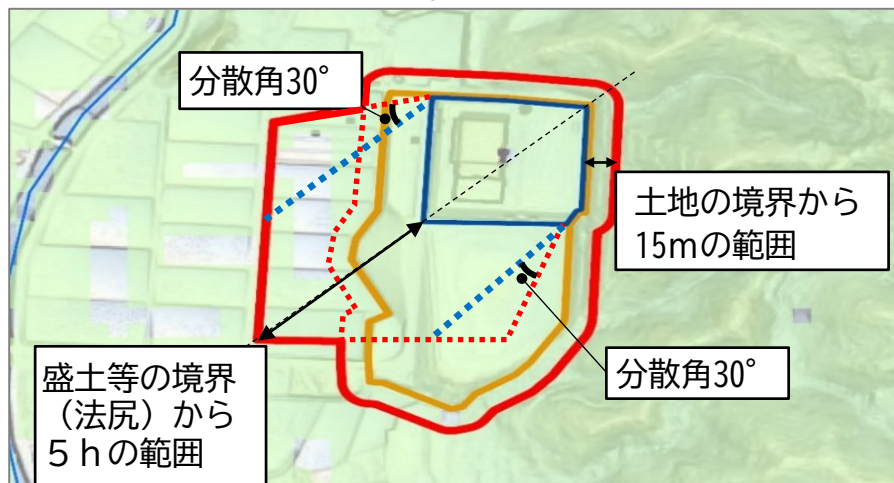 分散角30°
土地の境界から
15mの範囲
分散角30°
盛土等の境界
（法尻）から
５ｈの範囲